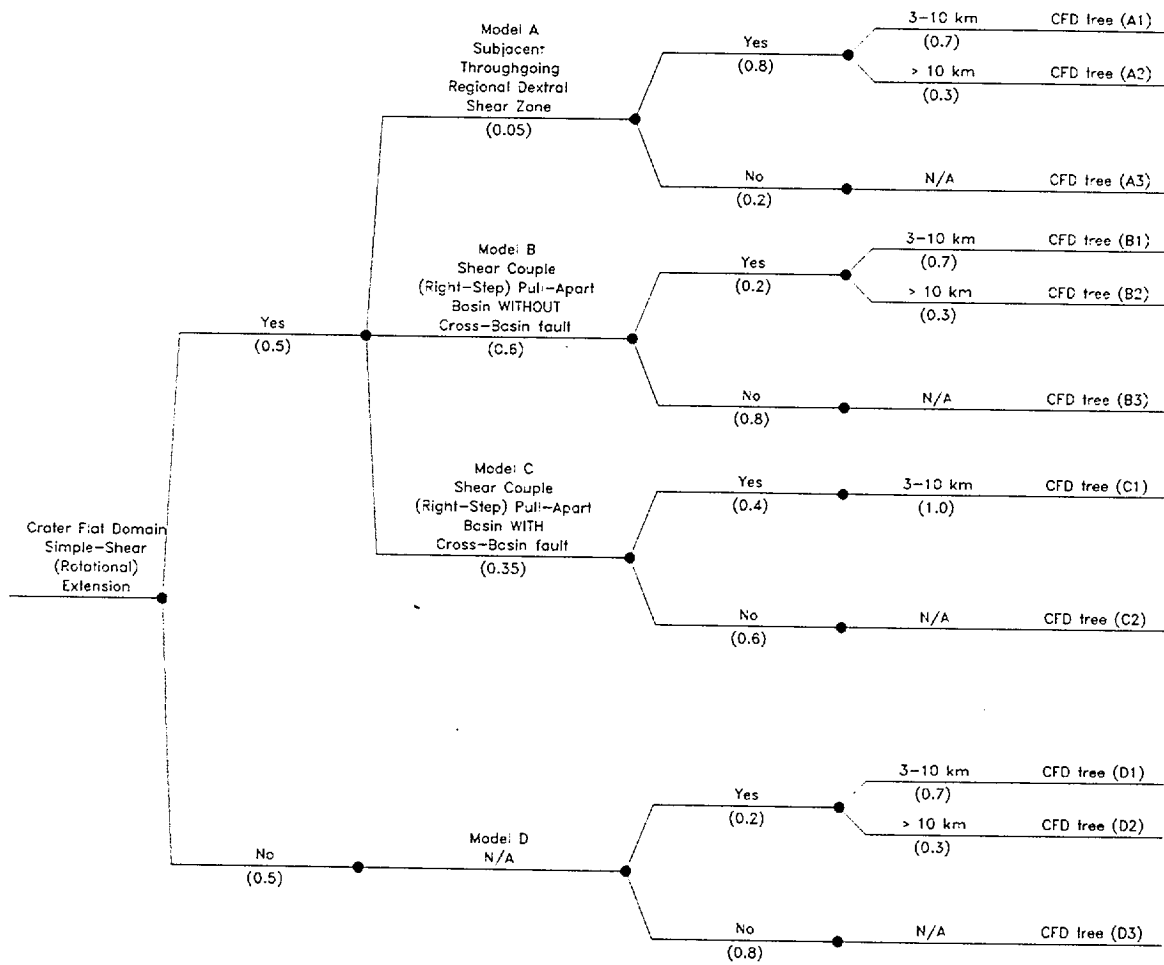 Crater Flat Domain
Simple-Shear
(Rotational)
Extension
Yes
(0.5)
Model A
Subjacent
Throughgoing
Regional Dextral
Shear Zone
(0.05)
Yes
(0.8)
3-10 km
(0.7)
CFD tree (A1)
> 10 km
(0.3)
CFD tree (A2)
No
(0.2)
N/A
CFD tree (A3)
Model B
Shear Couple
(Right-Step) Pull-Apart
Basin WITHOUT
Cross-Basin fault
(0.6)
Yes
(0.2)
3-10 km
(0.7)
CFD tree (B1)
> 10 km
(0.3)
CFD tree (B2)
No
(0.8)
N/A
CFD tree (B3)
Model C
Shear Couple
(Right-Step) Pull-Apart
Basin WITH
Cross-Basin fault
(0.35)
Yes
(0.4)
3-10 km
(1.0)
CFD tree (C1)
No
(0.6)
N/A
CFD tree (C2)
No
(0.5)
Model D
N/A
Yes
(0.2)
3-10 km
(0.7)
CFD tree (D1)
> 10 km
(0.3)
CFD tree (D2)
No
(0.8)
N/A
CFD tree (D3)